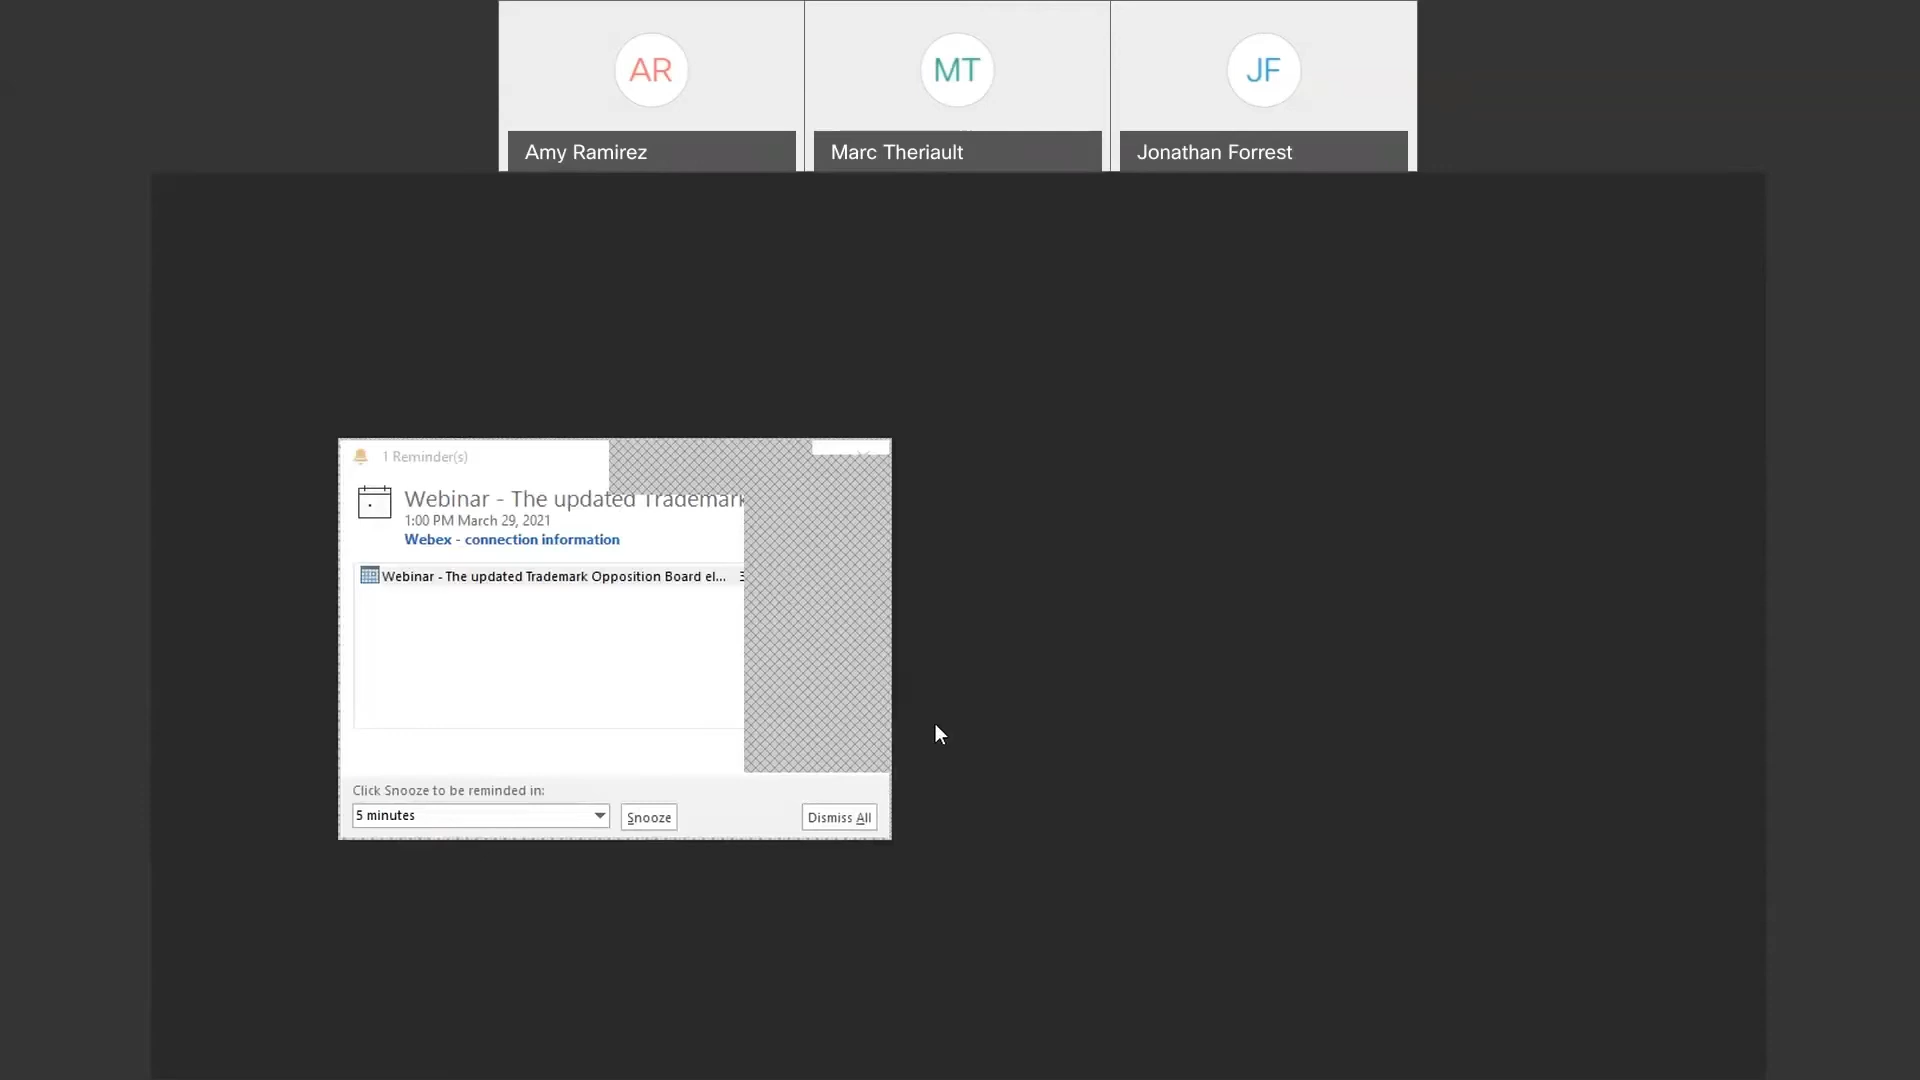 AR
MT
JF
Amy Ramirez
Marc Theriault
Jonathan Forrest
1 Reminder(s)
Webinar - The updated Trademark
1:00 PM March 29, 2021
Webex - connection information
Webinar - The updated Trademark Opposition Board el...
Click Snooze to be reminded in:
5 minutes
Snooze
Dismiss All